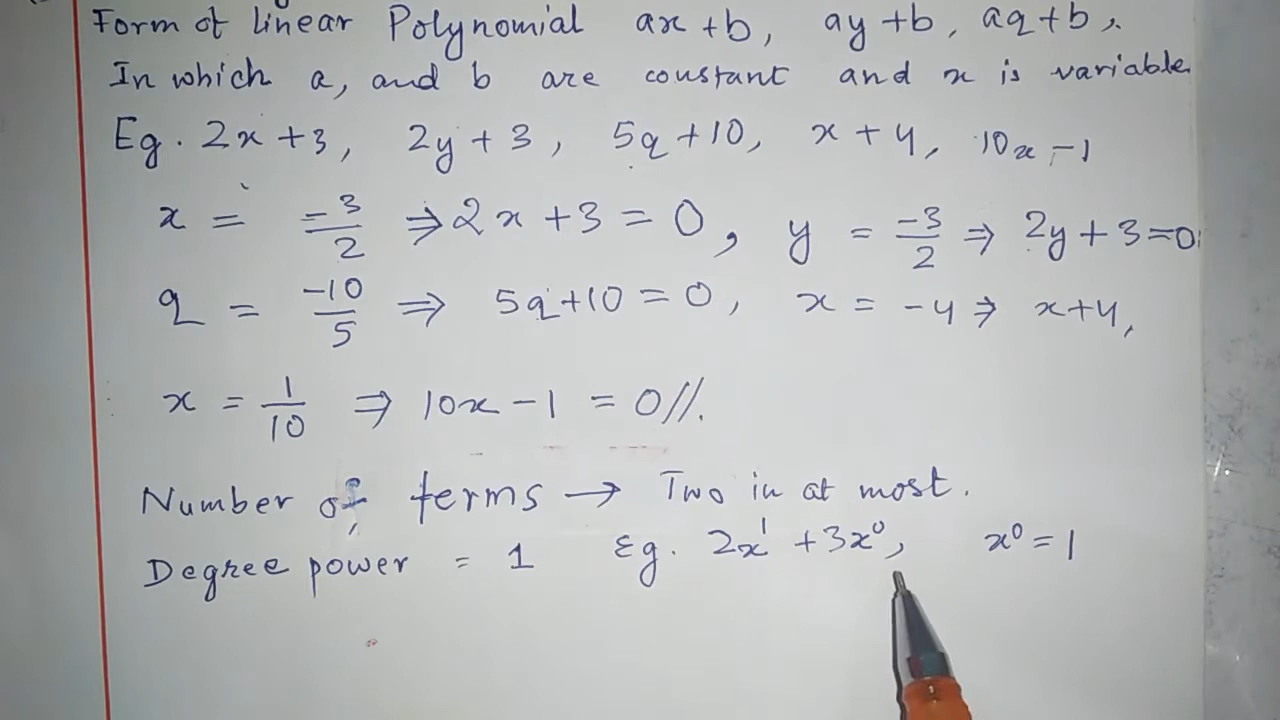 Form of linear Polynomial ax + b, ay + b, aq + b,
In which a, and b are constant and x is variable.
Eg. 2x + 3, 2y + 3, 5q + 10, x + 4, 10x - 1
x = -3/2 ⇒ 2x + 3 = 0, y = -3/2 ⇒ 2y + 3 = 0
q = -10/5 ⇒ 5q + 10 = 0, x = -4 ⇒ x + 4,
x = 1/10 ⇒ 10x - 1 = 0//.
Number of terms → Two in at most.
Degree power = 1 Eg. 2x¹ + 3x⁰, x⁰ = 1